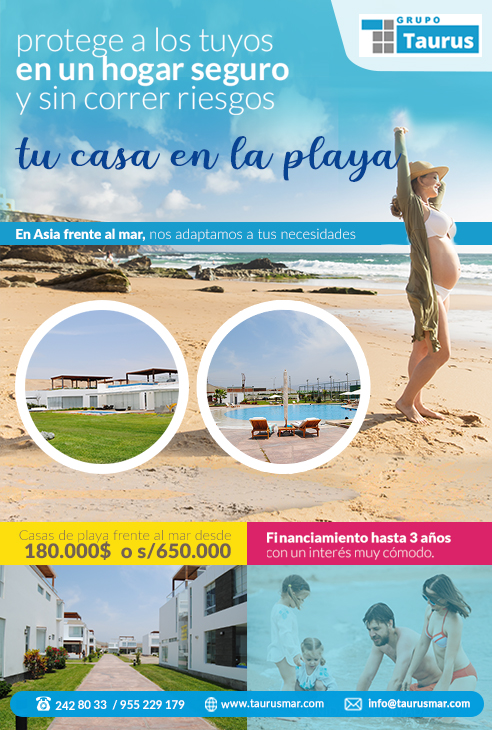 GRUPO
Taurus
protege a los tuyos
en un hogar seguro
y sin correr riesgos
tu casa en la playa
En Asia frente al mar, nos adaptamos a tus necesidades
Casas de playa frente al mar desde
180.000$ o s/650.000
Financiamiento hasta 3 años
con un interés muy cómodo.
242 80 33 / 955 229 179
www.taurusmar.com
info@taurusmar.com